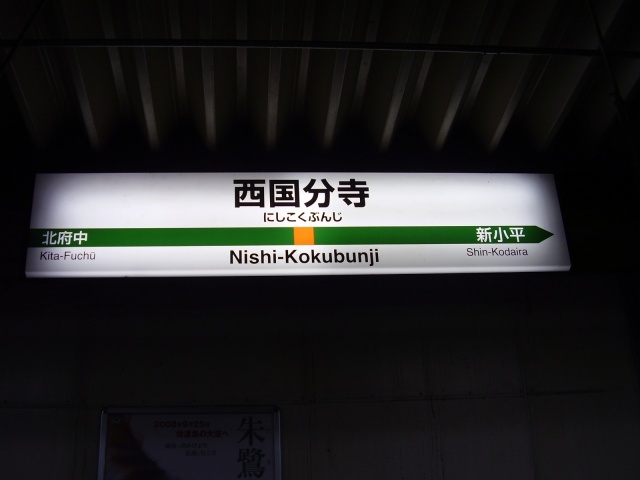 西国分寺
にしこくぶんじ
北府中
新小平
Kita-Fuchū
Nishi-Kokubunji
Shin-Kodaira
朱鷺